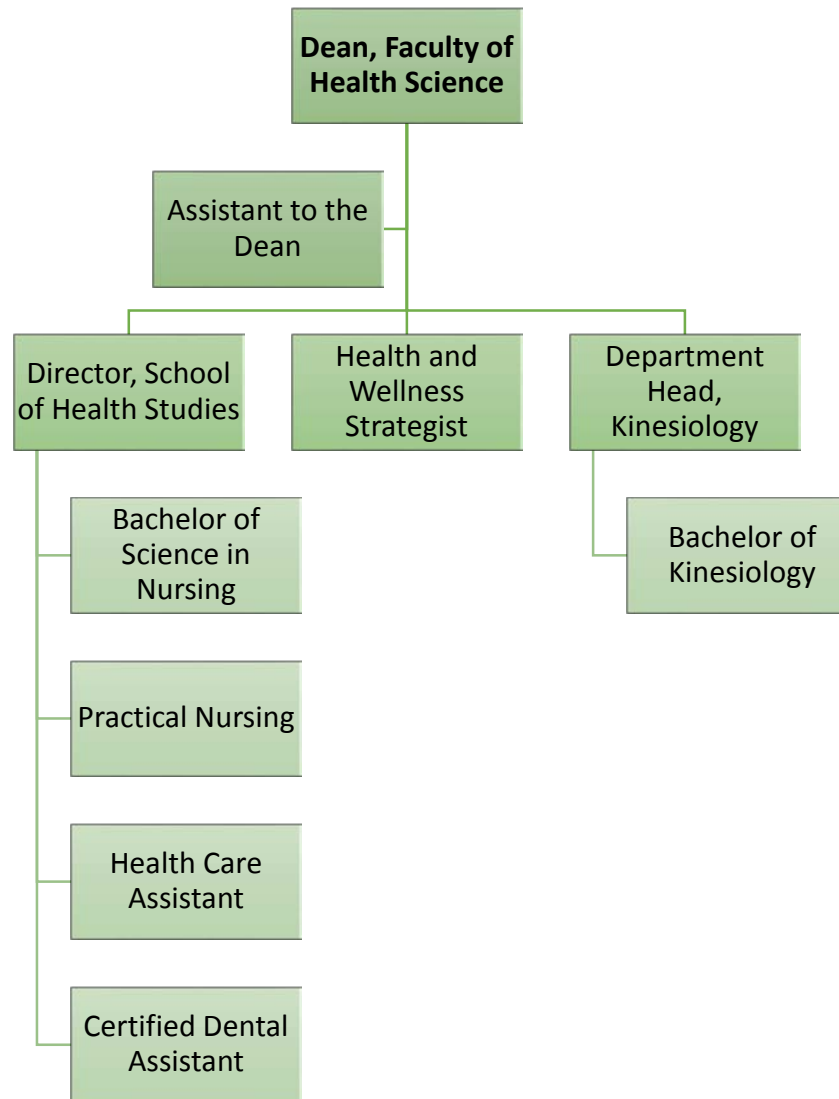 Dean, Faculty of
Health Science
Assistant to the
Dean
Director, School
of Health Studies
Health and
Wellness
Strategist
Department
Head,
Kinesiology
Bachelor of
Science in
Nursing
Bachelor of
Kinesiology
Practical Nursing
Health Care
Assistant
Certified Dental
Assistant